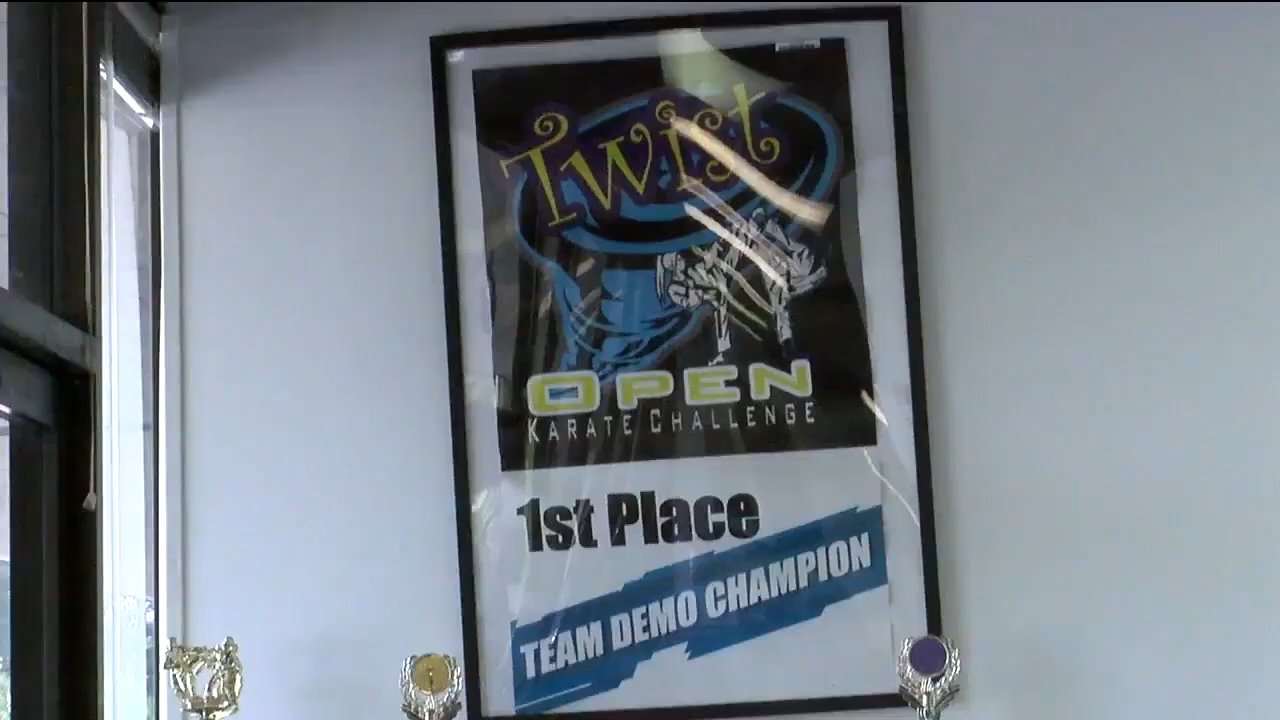 Twist
OPEN
KARATE CHALLENGE
1st Place
TEAM DEMO CHAMPION